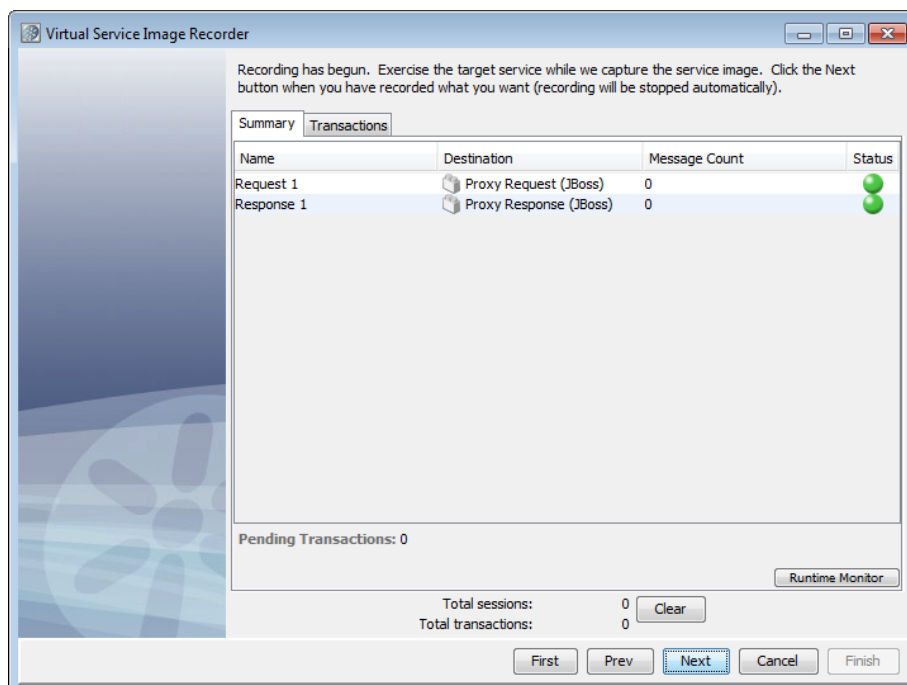 Virtual Service Image Recorder
Recording has begun. Exercise the target service while we capture the service image. Click the Next
button when you have recorded what you want (recording will be stopped automatically).
Summary Transactions
Name Destination Message Count Status
Request 1 Proxy Request (JBoss) 0
Response 1 Proxy Response (JBoss) 0
Pending Transactions: 0
Runtime Monitor
Total sessions: 0 Clear
Total transactions: 0
First Prev Next Cancel Finish